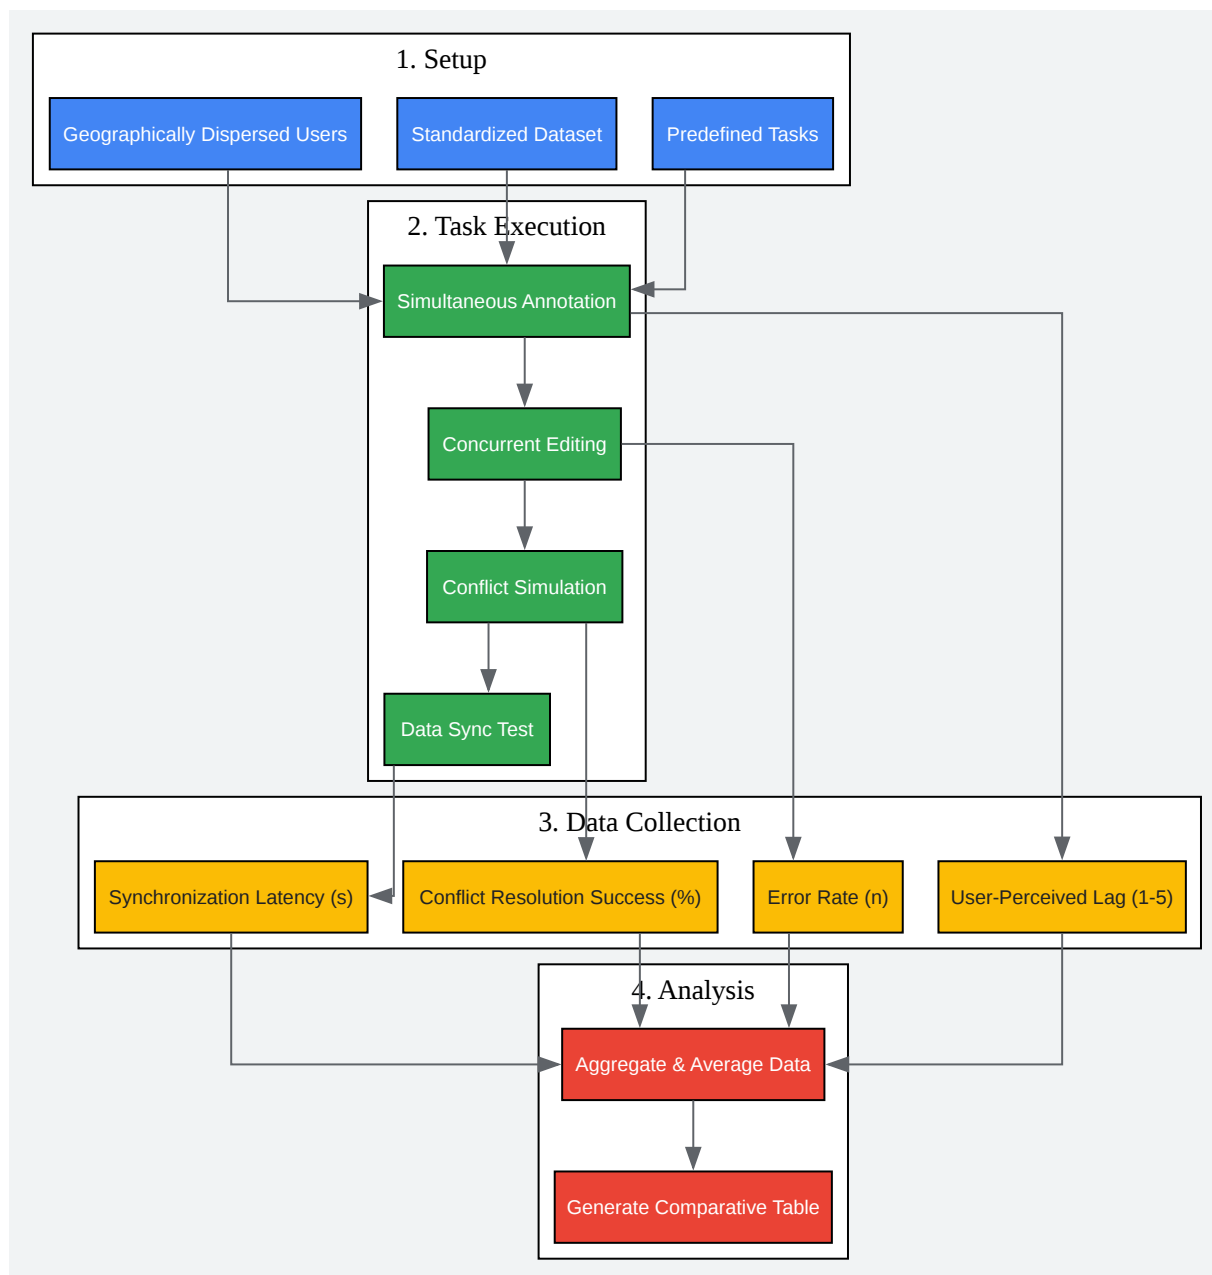 1. Setup
Geographically Dispersed Users
Standardized Dataset
Predefined Tasks
2. Task Execution
Simultaneous Annotation
Concurrent Editing
Conflict Simulation
Data Sync Test
3. Data Collection
Synchronization Latency (s)
Conflict Resolution Success (%)
Error Rate (n)
User-Perceived Lag (1-5)
4. Analysis
Aggregate & Average Data
Generate Comparative Table